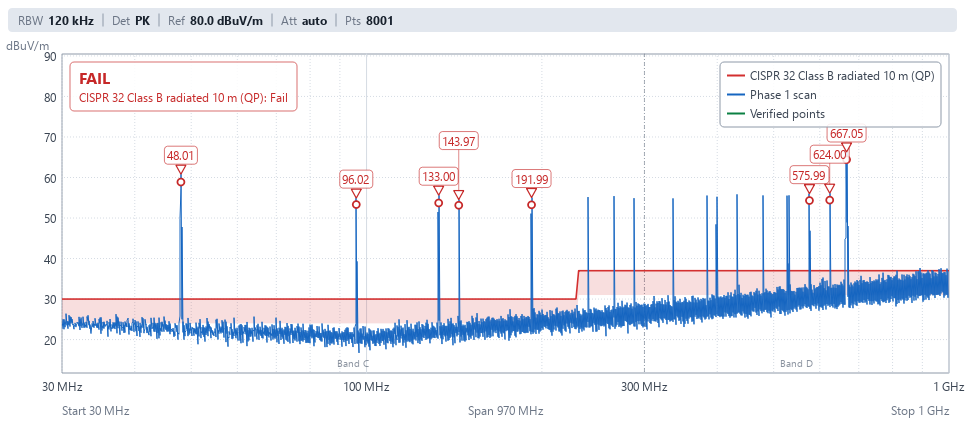 RBW 120 kHz | Det PK | Ref 80.0 dBuV/m | Att auto | Pts 8001
dBuV/m
90
80
70
60
50
40
30
20
FAIL
CISPR 32 Class B radiated 10 m (QP): Fail
CISPR 32 Class B radiated 10 m (QP)
Phase 1 scan
Verified points
48.01
96.02
133.00
143.97
191.99
575.99
624.00
667.05
Band C
Band D
30 MHz
100 MHz
300 MHz
1 GHz
Start 30 MHz
Span 970 MHz
Stop 1 GHz